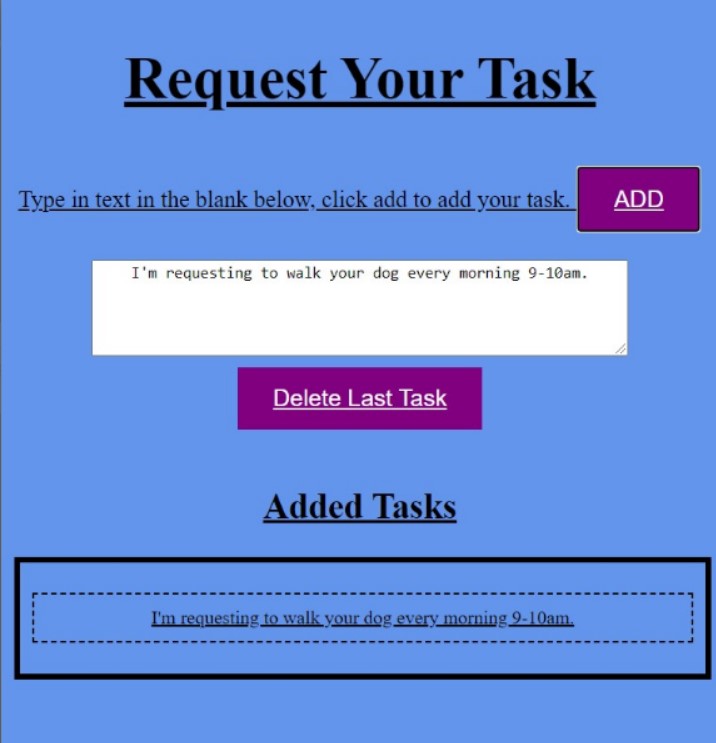 Request Your Task
Type in text in the blank below, click add to add your task. ADD
I'm requesting to walk your dog every morning 9-10am.
Delete Last Task
Added Tasks
I'm requesting to walk your dog every morning 9-10am.